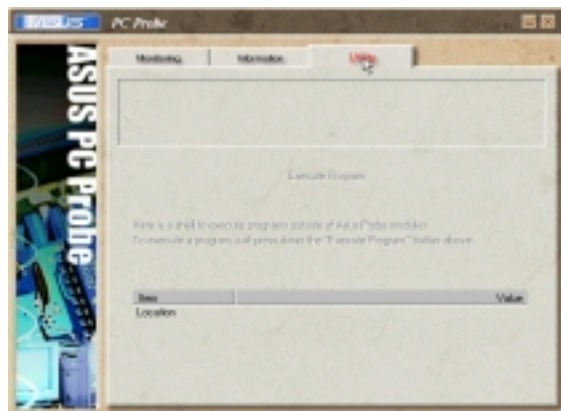 ASUS PC Probe
Monitoring. Information. Utility.
ASUS PC Probe
Execute Program
Here is a shell to execute programs outside of Asus Probe modules.
To execute a program just press down the "Execute Program" button above.
Item Value
Location